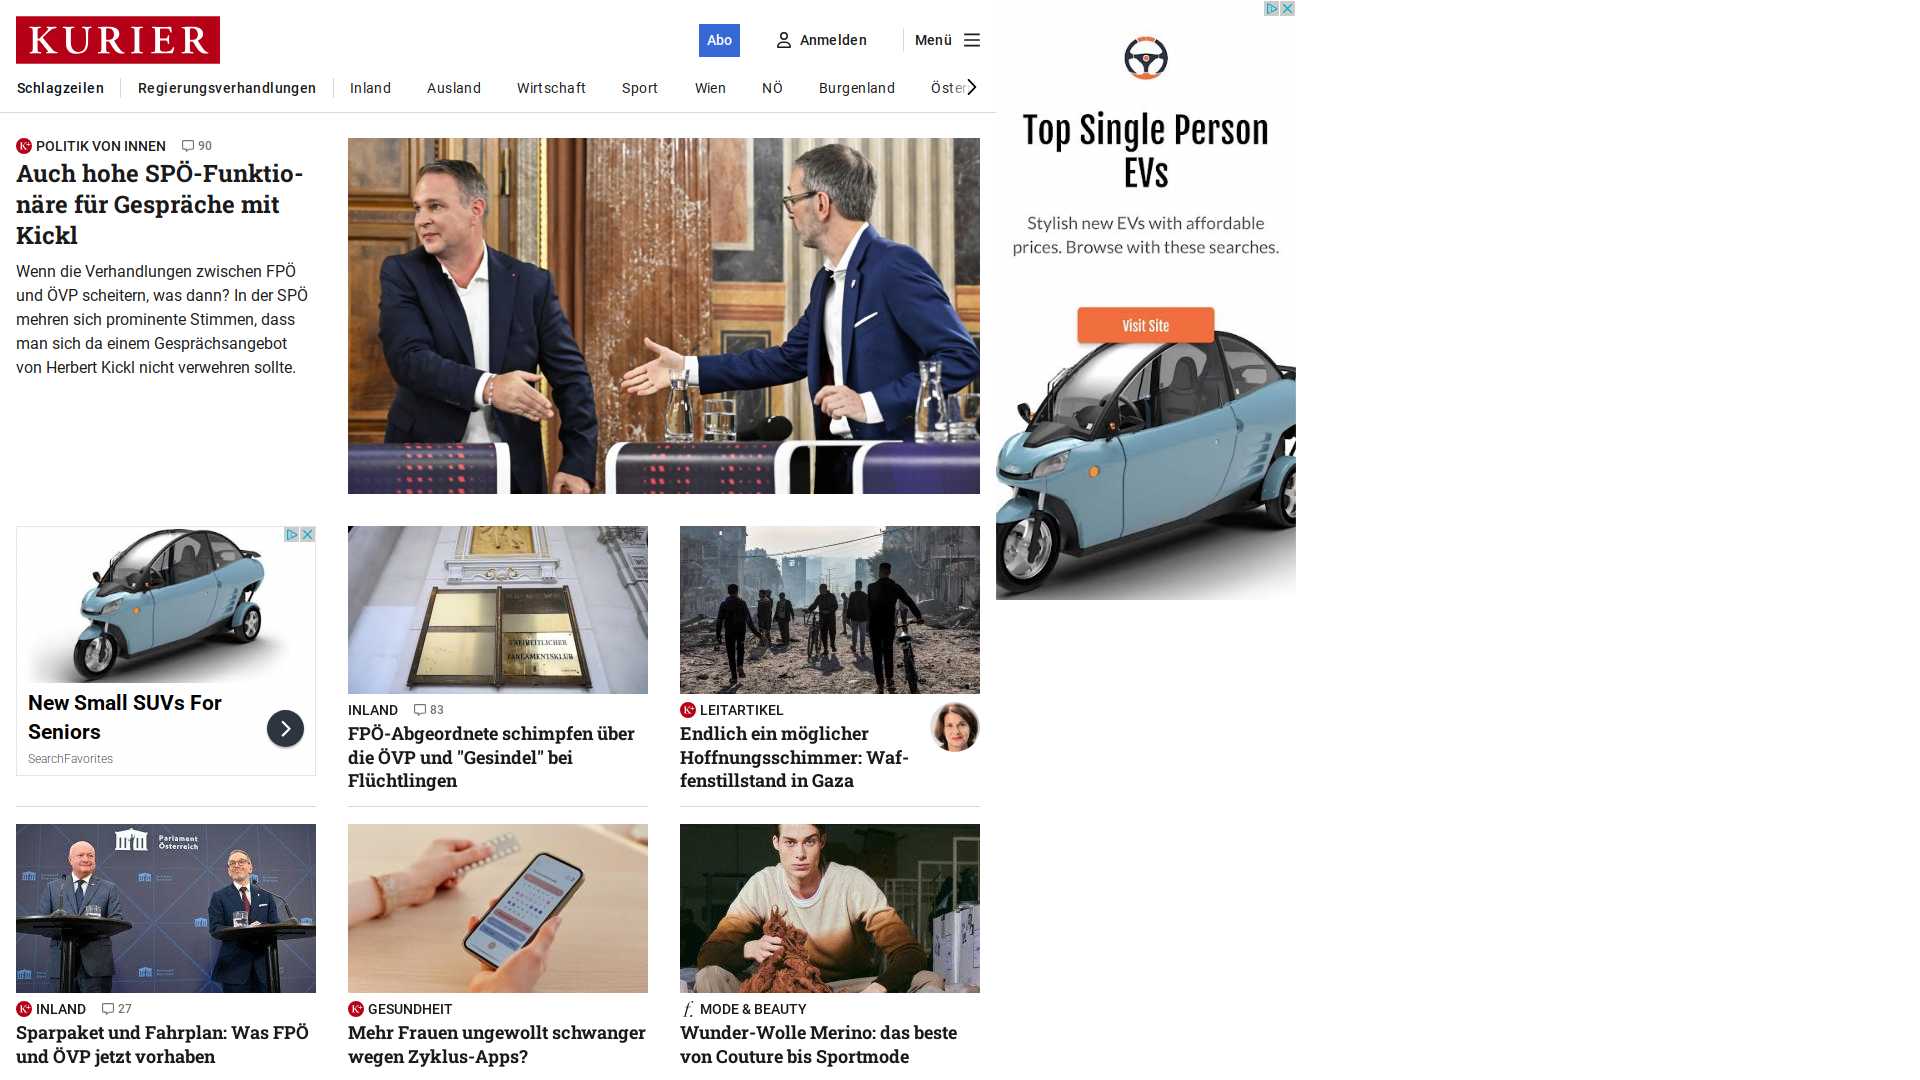 KURIER
Abo
Anmelden
Menü
Schlagzeilen
Regierungsverhandlungen
Inland
Ausland
Wirtschaft
Sport
Wien
NÖ
Burgenland
Öster
POLITIK VON INNEN
90
Auch hohe SPÖ-Funktio-
näre für Gespräche mit
Kickl
Wenn die Verhandlungen zwischen FPÖ
und ÖVP scheitern, was dann? In der SPÖ
mehren sich prominente Stimmen, dass
man sich da einem Gesprächsangebot
von Herbert Kickl nicht verwehren sollte.
Top Single Person
EVs
Stylish new EVs with affordable
prices. Browse with these searches.
Visit Site
New Small SUVs For
Seniors
SearchFavorites
FREIHEITLICHER
PARLAMENTSKLUB
INLAND
83
FPÖ-Abgeordnete schimpfen über
die ÖVP und "Gesindel" bei
Flüchtlingen
LEITARTIKEL
Endlich ein möglicher
Hoffnungsschimmer: Waf-
fenstillstand in Gaza
Parlament
Österreich
INLAND
27
Sparpaket und Fahrplan: Was FPÖ
und ÖVP jetzt vorhaben
GESUNDHEIT
Mehr Frauen ungewollt schwanger
wegen Zyklus-Apps?
MODE & BEAUTY
Wunder-Wolle Merino: das beste
von Couture bis Sportmode